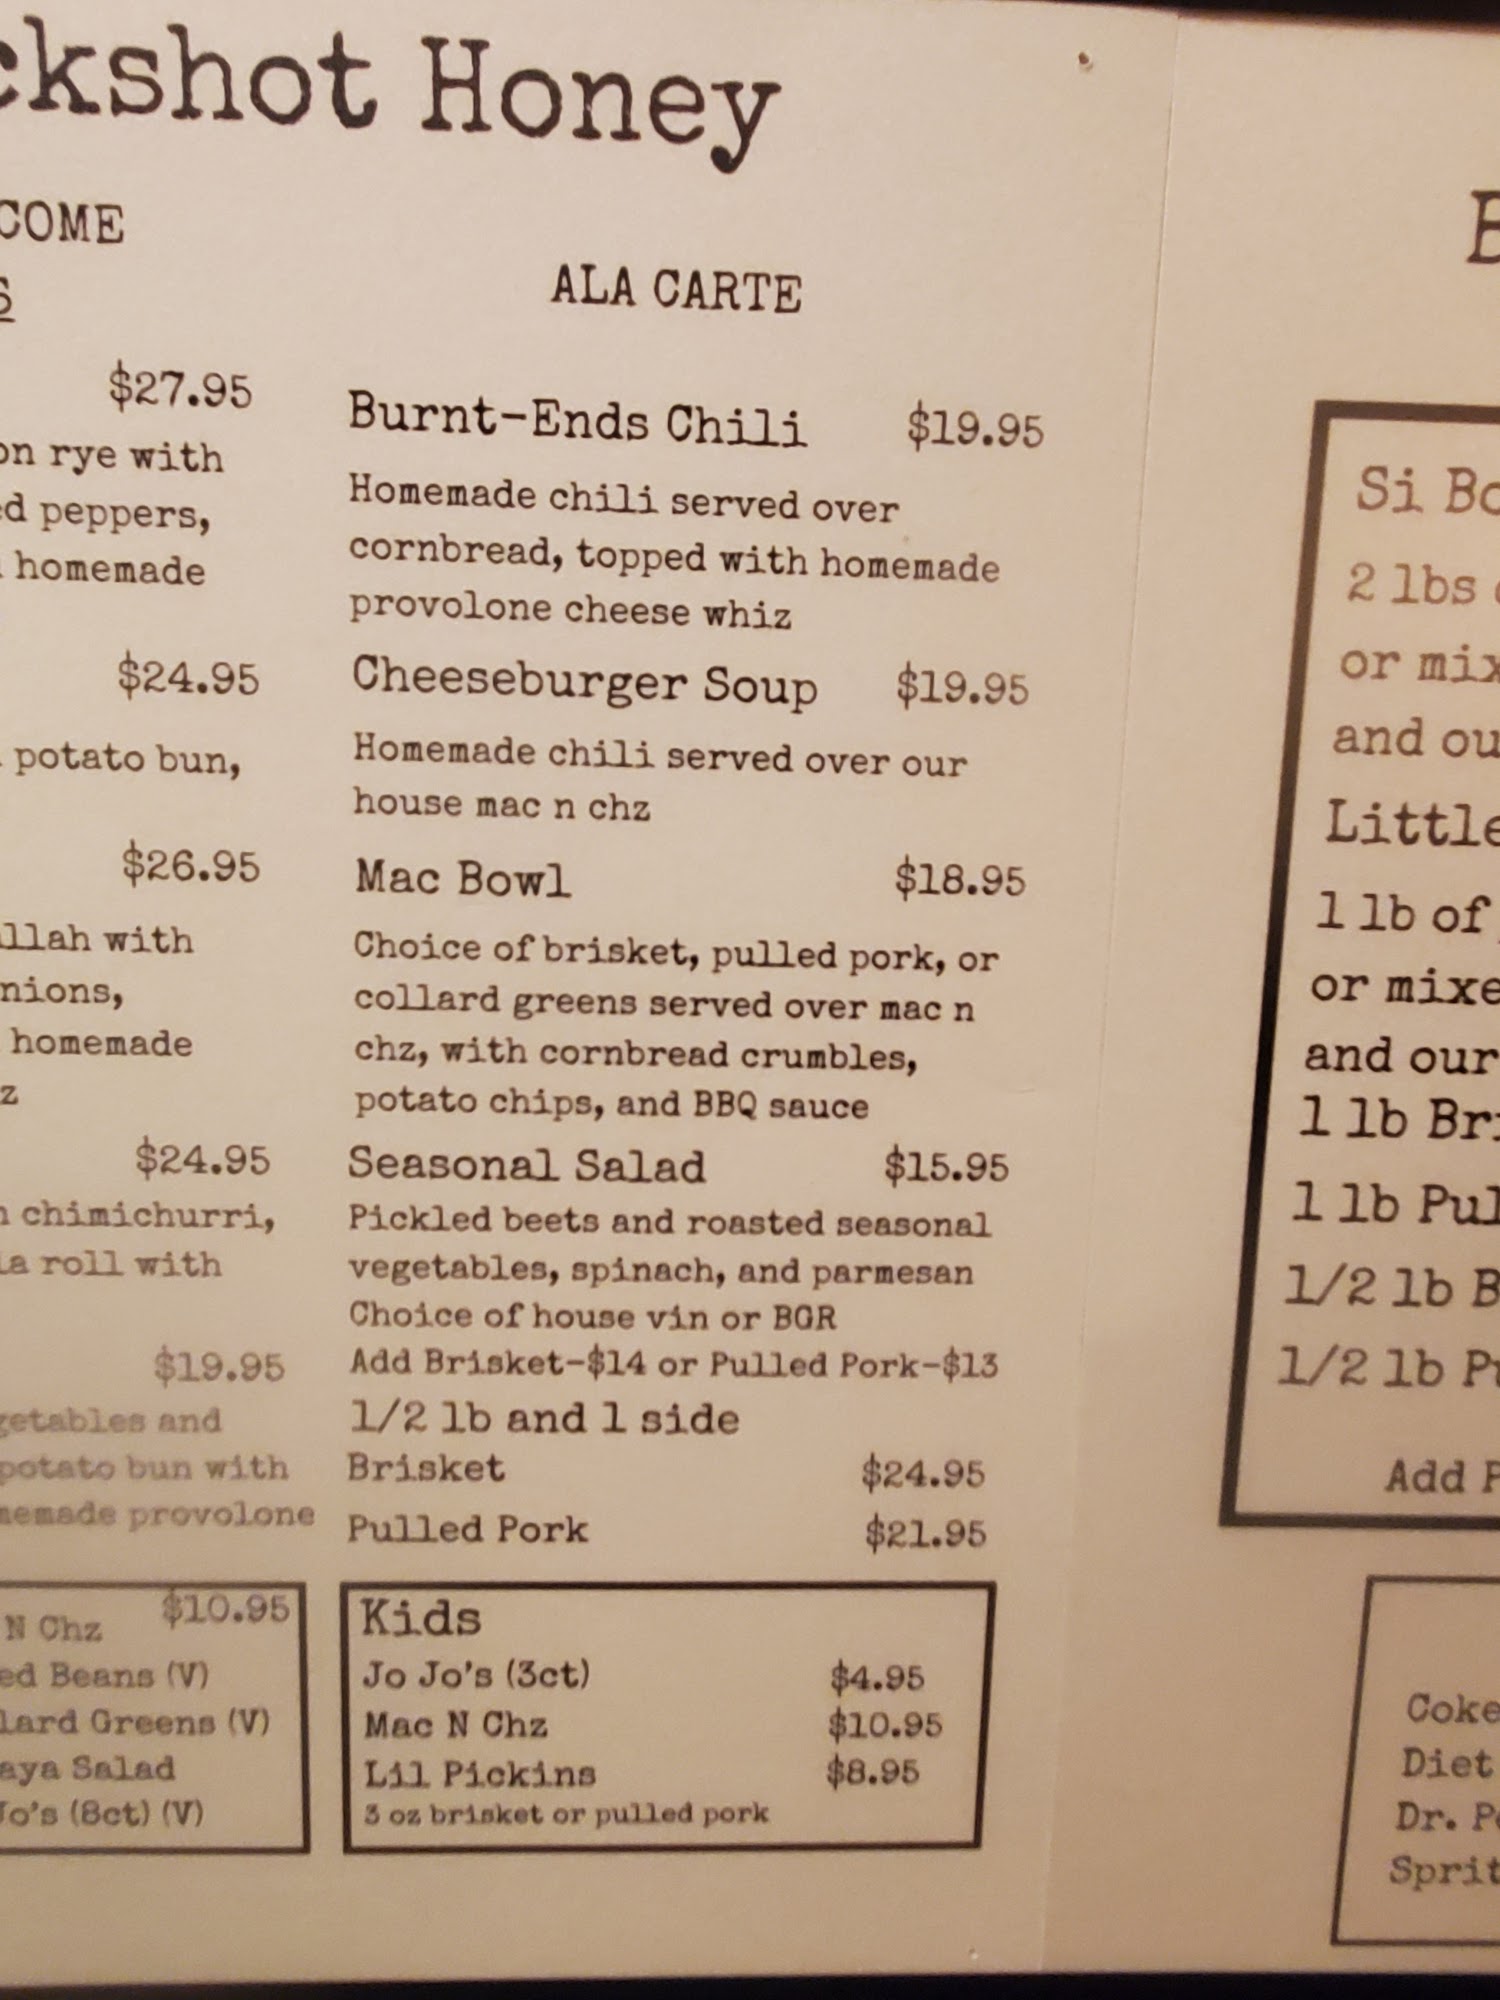 ckshot Honey
COME
S
$27.95
on rye with
ed peppers,
homemade
$24.95
potato bun,
$26.95
allah with
nions,
homemade
z
$24.95
chimichurri,
la roll with
$19.95
getables and
potato bun with
memade provolone
$10.95
N Chz
ed Beans (V)
lard Greens (V)
aya Salad
Jo's (8ct) (V)
ALA CARTE
Burnt-Ends Chili $19.95
Homemade chili served over
cornbread, topped with homemade
provolone cheese whiz
Cheeseburger Soup $19.95
Homemade chili served over our
house mac n chz
Mac Bowl $18.95
Choice of brisket, pulled pork, or
collard greens served over mac n
chz, with cornbread crumbles,
potato chips, and BBQ sauce
Seasonal Salad $15.95
Pickled beets and roasted seasonal
vegetables, spinach, and parmesan
Choice of house vin or BGR
Add Brisket-$14 or Pulled Pork-$13
1/2 lb and 1 side
Brisket $24.95
Pulled Pork $21.95
Kids
Jo Jo's (3ct) $4.95
Mac N Chz $10.95
Lil Pickins $8.95
3 oz brisket or pulled pork
Si Bo
2 lbs
or mix
and ou
Little
1 lb of
or mixe
and our
1 lb Bri
1 lb Pul
1/2 lb B
1/2 lb Pu
Add P
Coke
Diet
Dr. Pe
Sprit